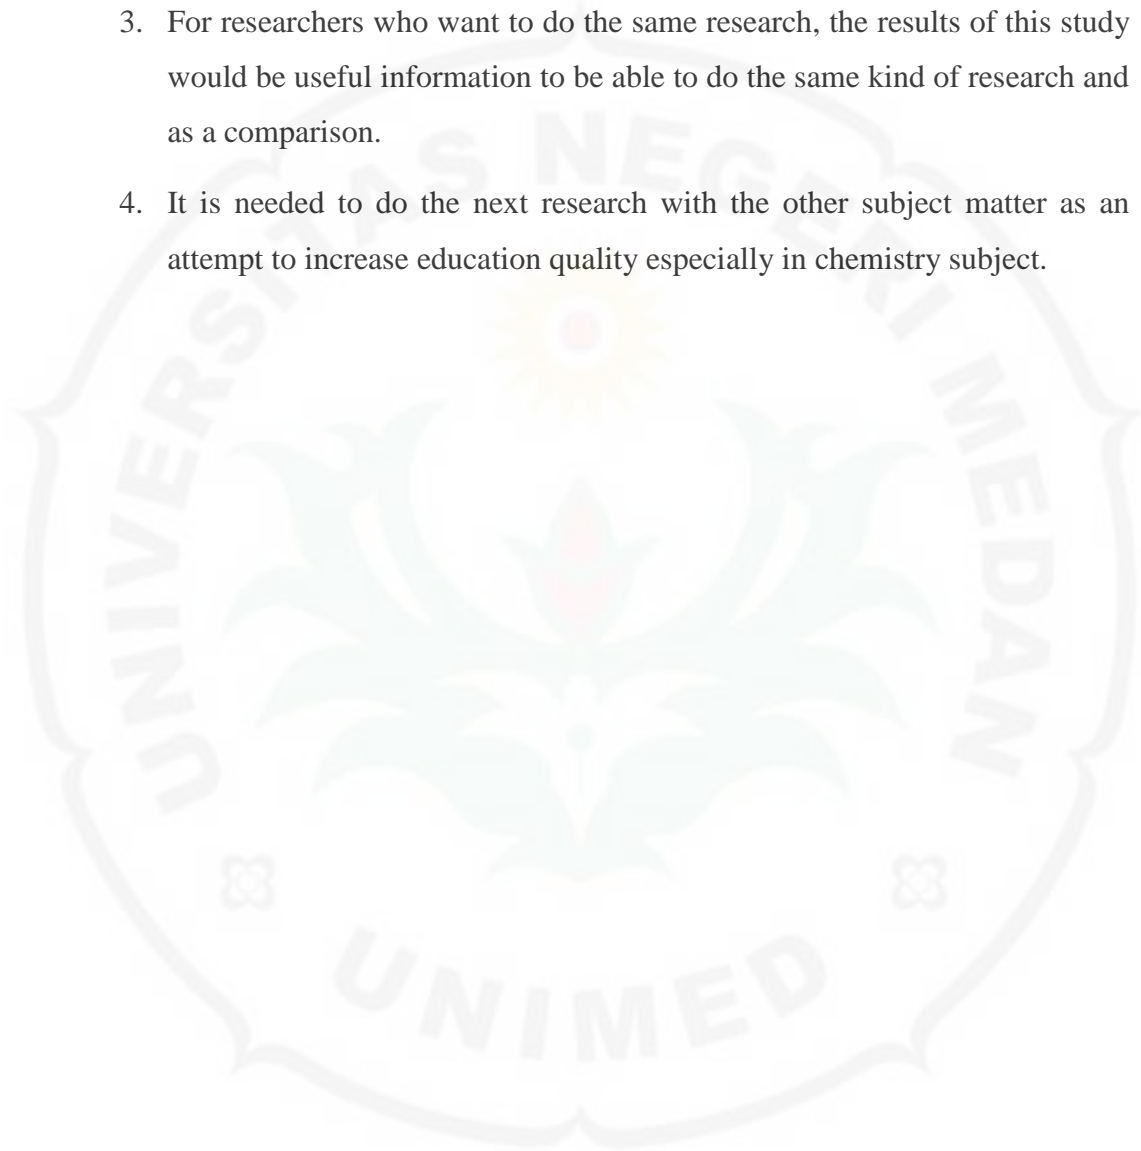 3. For researchers who want to do the same research, the results of this study
would be useful information to be able to do the same kind of research and
as a comparison.
4. It is needed to do the next research with the other subject matter as an
attempt to increase education quality especially in chemistry subject.
UNIVERSITAS NEGERI MEDAN
UNIMED